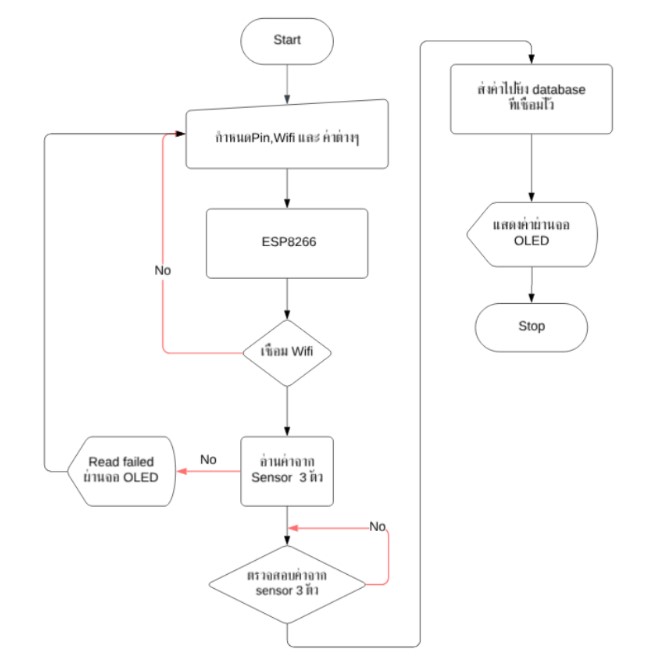 Start
กำหนดPin,Wifi และ ค่าต่างๆ
ESP8266
No
เชื่อม Wifi
Read failed
ผ่านจอ OLED
No
อ่านค่าจาก
Sensor 3 ตัว
No
ตรวจสอบค่าจาก
sensor 3 ตัว
ส่งค่าไปยัง database
ที่เชื่อมไว้
แสดงค่าผ่านจอ
OLED
Stop